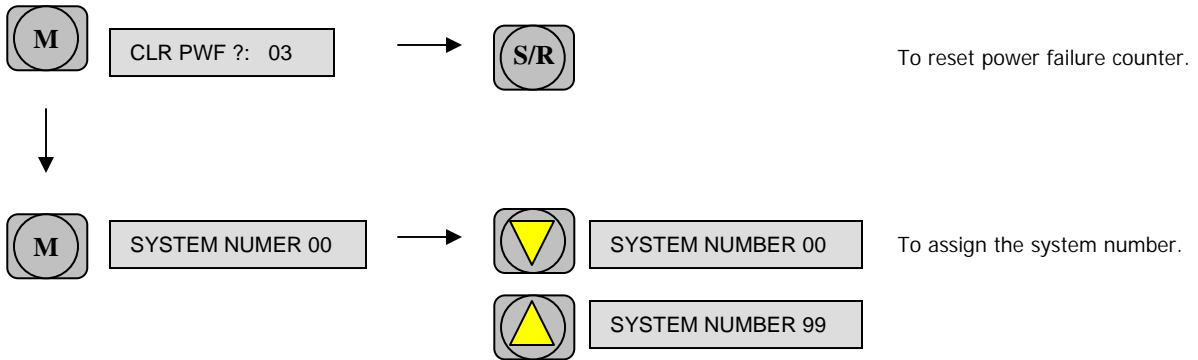 M CLR PWF ?: 03 S/R To reset power failure counter.
M SYSTEM NUMER 00 SYSTEM NUMBER 00 To assign the system number.
SYSTEM NUMBER 99